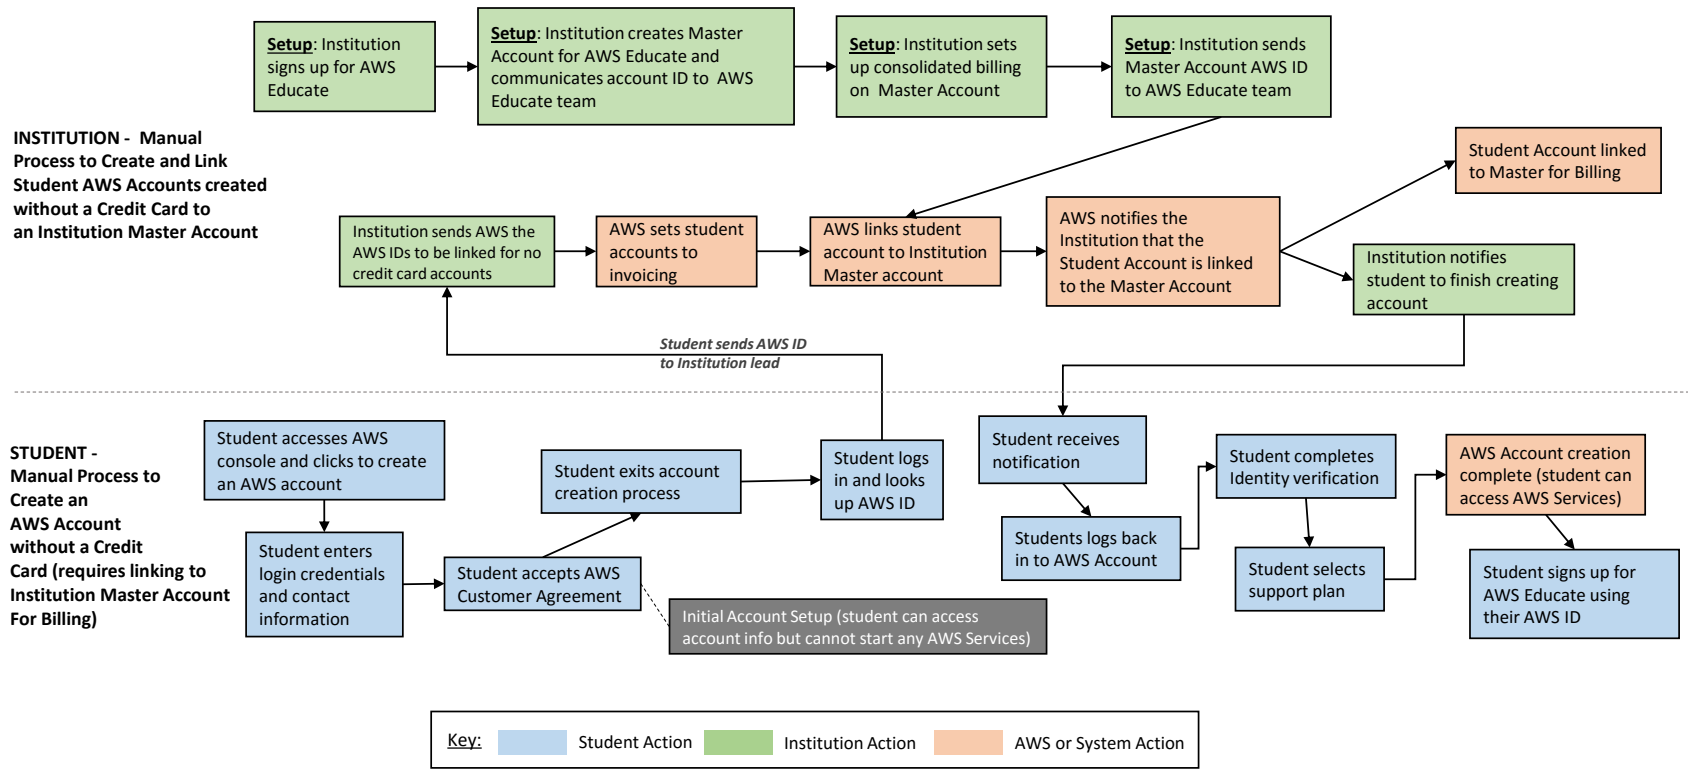 Setup: Institution
signs up for AWS
Educate
Setup: Institution creates Master
Account for AWS Educate and
communicates account ID to AWS
Educate team
Setup: Institution sets
up consolidated billing
on Master Account
Setup: Institution sends
Master Account AWS ID
to AWS Educate team
INSTITUTION - Manual
Process to Create and Link
Student AWS Accounts created
without a Credit Card to
an Institution Master Account
Student Account linked
to Master for Billing
Institution sends AWS the
AWS IDs to be linked for no
credit card accounts
AWS sets student
accounts to
invoicing
AWS links student
account to Institution
Master account
AWS notifies the
Institution that the
Student Account is linked
to the Master Account
Institution notifies
student to finish creating
account
Student sends AWS ID
to Institution lead
STUDENT -
Manual Process to
Create an
AWS Account
without a Credit
Card (requires linking to
Institution Master Account
For Billing)
Student accesses AWS
console and clicks to create
an AWS account
Student enters
login credentials
and contact
information
Student accepts AWS
Customer Agreement
Student exits account
creation process
Student logs
in and looks
up AWS ID
Initial Account Setup (student can access
account info but cannot start any AWS Services)
Student receives
notification
Students logs back
in to AWS Account
Student completes
Identity verification
Student selects
support plan
AWS Account creation
complete (student can
access AWS Services)
Student signs up for
AWS Educate using
their AWS ID
Key:
Student Action
Institution Action
AWS or System Action